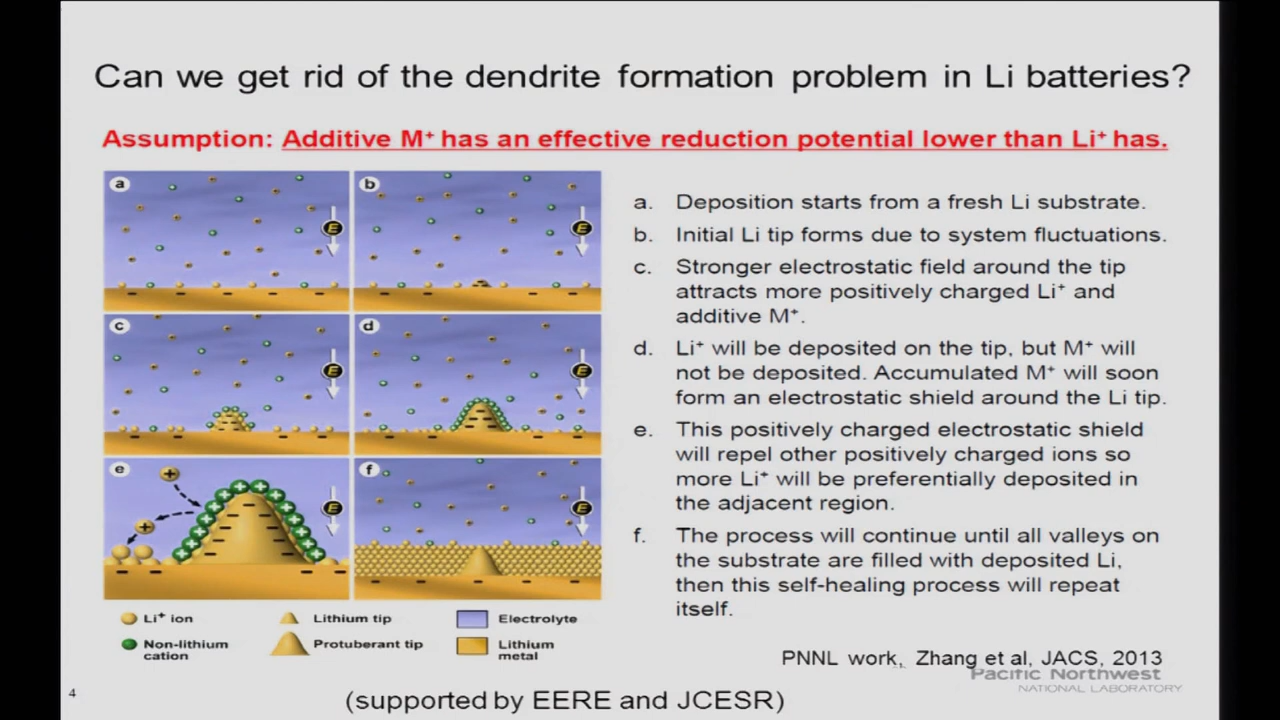 Can we get rid of the dendrite formation problem in Li batteries?
Assumption: Additive M⁺ has an effective reduction potential lower than Li⁺ has.
a
b
E
E
c
d
E
E
e
f
E
E
Li⁺ ion
Lithium tip
Electrolyte
Non-lithium
cation
Protuberant tip
Lithium
metal
a. Deposition starts from a fresh Li substrate.
b. Initial Li tip forms due to system fluctuations.
c. Stronger electrostatic field around the tip
attracts more positively charged Li⁺ and
additive M⁺.
d. Li⁺ will be deposited on the tip, but M⁺ will
not be deposited. Accumulated M⁺ will soon
form an electrostatic shield around the Li tip.
e. This positively charged electrostatic shield
will repel other positively charged ions so
more Li⁺ will be preferentially deposited in
the adjacent region.
f. The process will continue until all valleys on
the substrate are filled with deposited Li,
then this self-healing process will repeat
itself.
PNNL work, Zhang et al, JACS, 2013
Pacific Northwest
NATIONAL LABORATORY
4
(supported by EERE and JCESR)